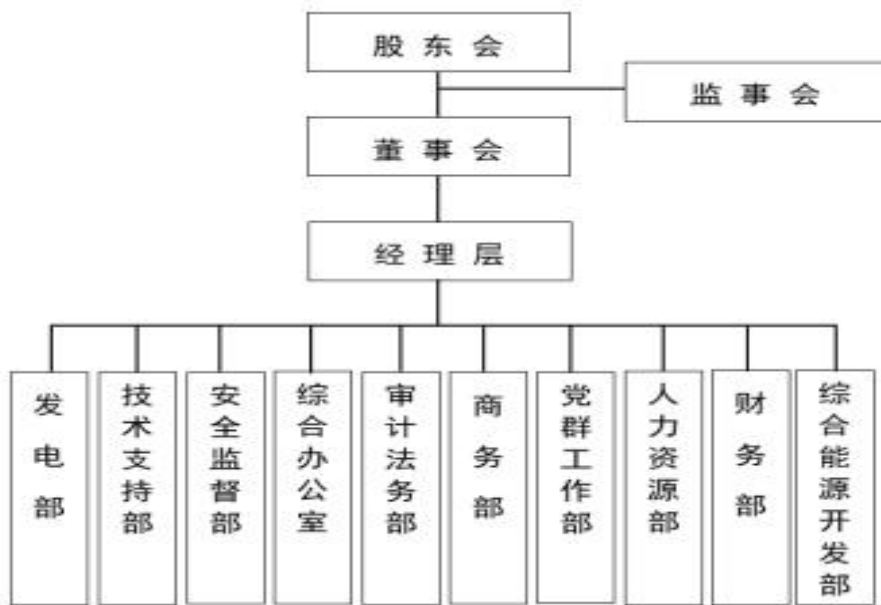 股东会
监事会
董事会
经理层
发电部
技术支持部
安全监督部
综合办公室
审计法务部
商务部
党群工作部
人力资源部
财务部
综合能源开发部